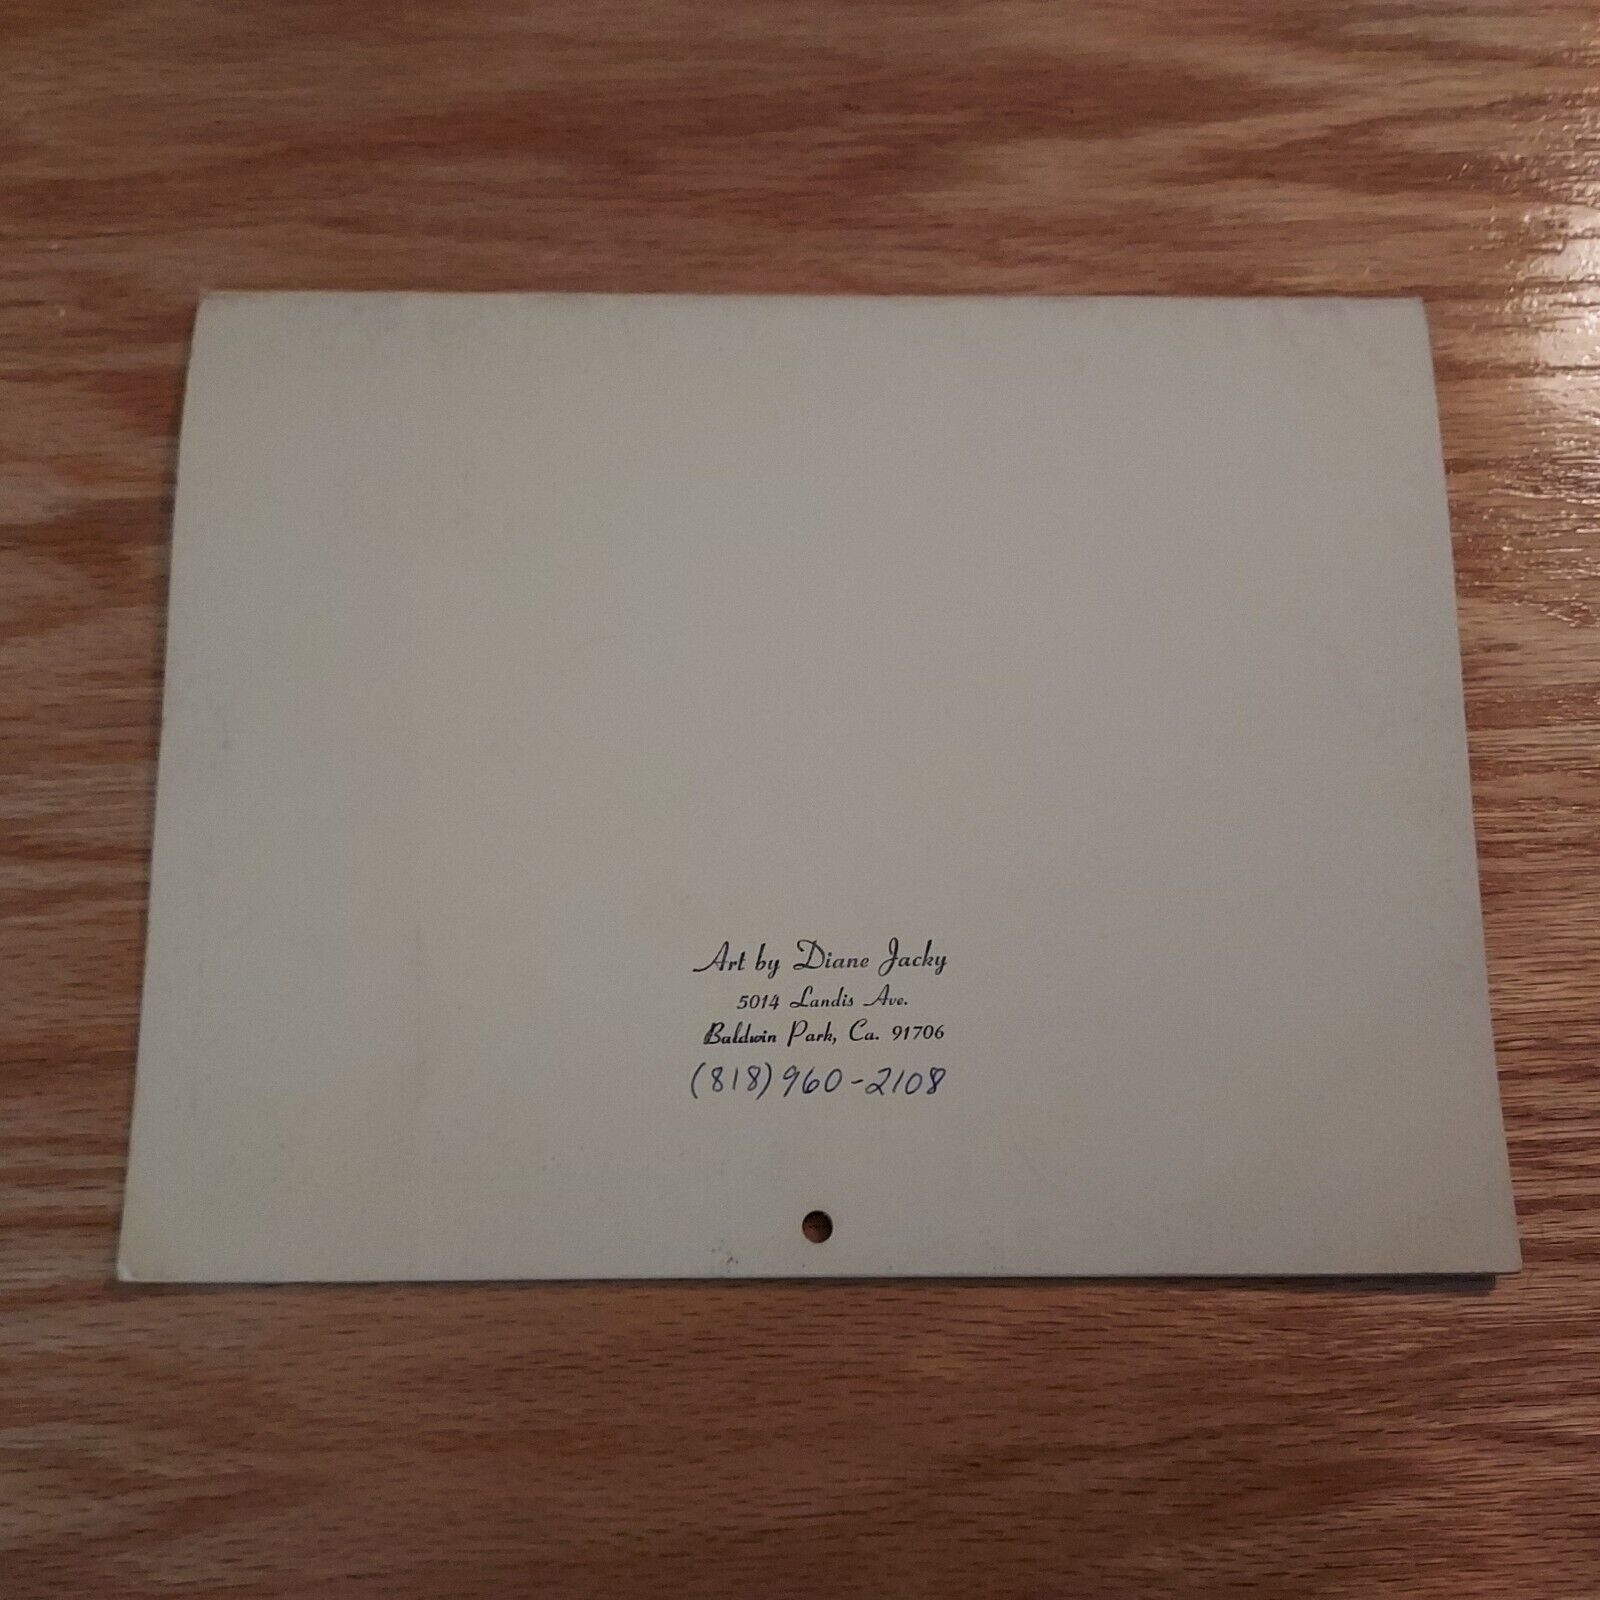 Art by Diane Jacky
5014 Landis Ave.
Baldwin Park, Ca. 91706
(818) 960-2108